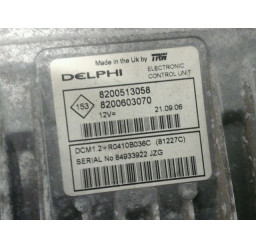 Made in the Uk by TRW
DELPHI
ELECTRONIC
CONTROL UNIT
153
8200513058
8200603070
12V=
21.09.06
DCM1.2+R0410B036C (81227C)
SERIAL No 84933922 JZG